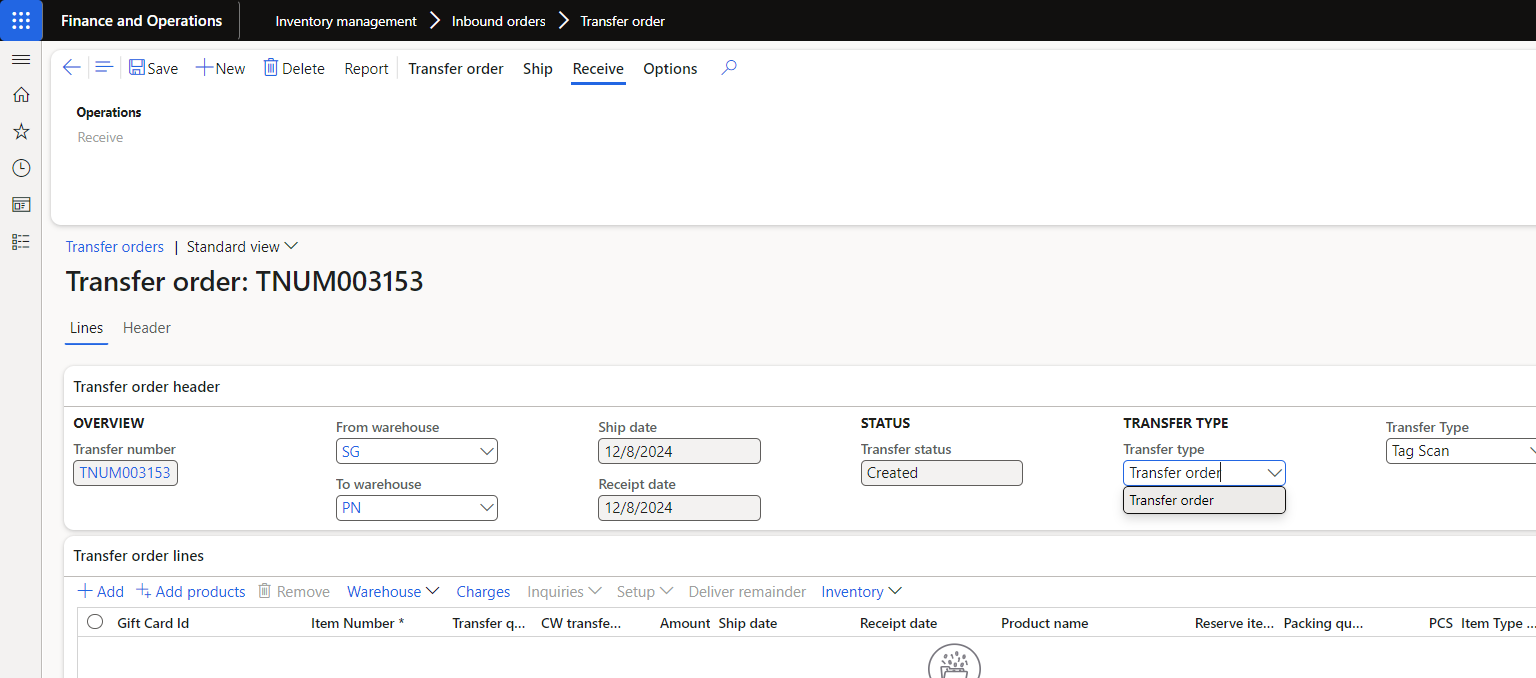 Finance and Operations
Inventory management > Inbound orders > Transfer order
Save New Delete Report Transfer order Ship Receive Options
Operations
Receive
Transfer orders | Standard view
Transfer order: TNUM003153
Lines Header
Transfer order header
OVERVIEW
Transfer number
TNUM003153
From warehouse
SG
To warehouse
PN
Ship date
12/8/2024
Receipt date
12/8/2024
STATUS
Transfer status
Created
TRANSFER TYPE
Transfer type
Transfer order
Transfer order
Transfer Type
Tag Scan
Transfer order lines
Add Add products Remove Warehouse Charges Inquiries Setup Deliver remainder Inventory
Gift Card Id Item Number * Transfer q... CW transfe... Amount Ship date Receipt date Product name Reserve ite... Packing qu... PCS Item Type ...